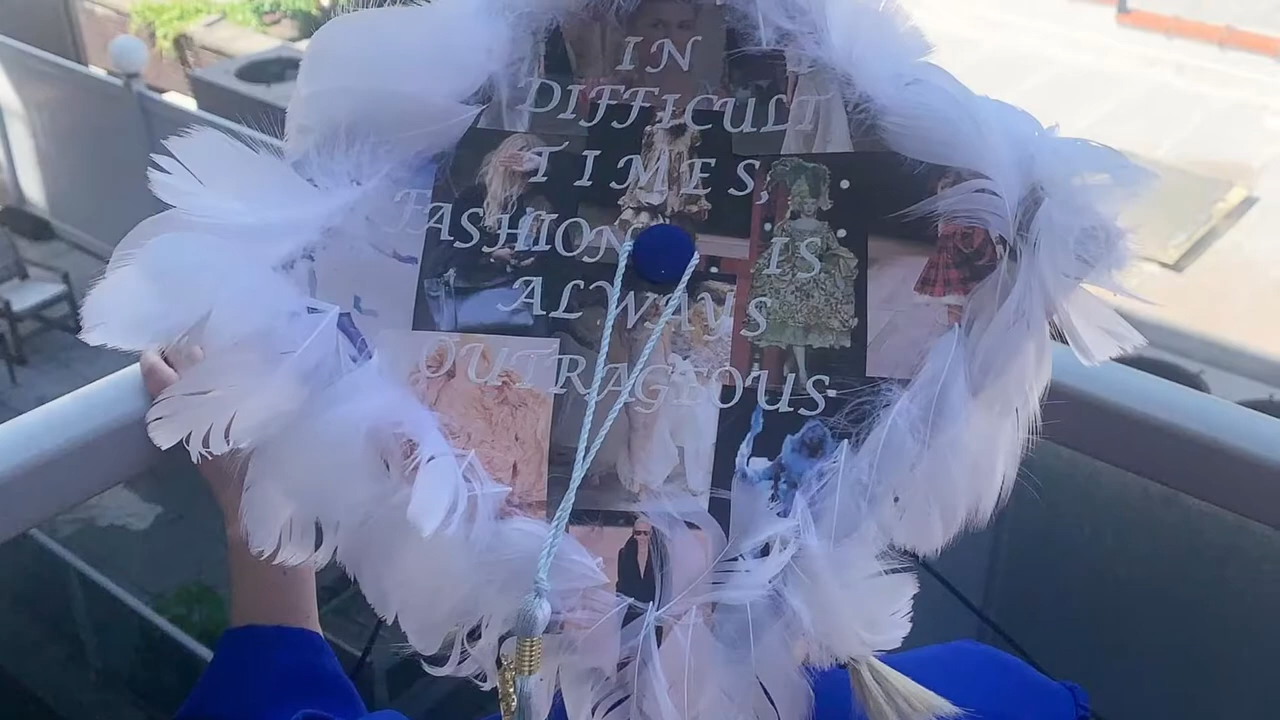 IN
DIFFICULT
TIMES,
FASHION IS
ALWAYS
OUTRAGEOUS